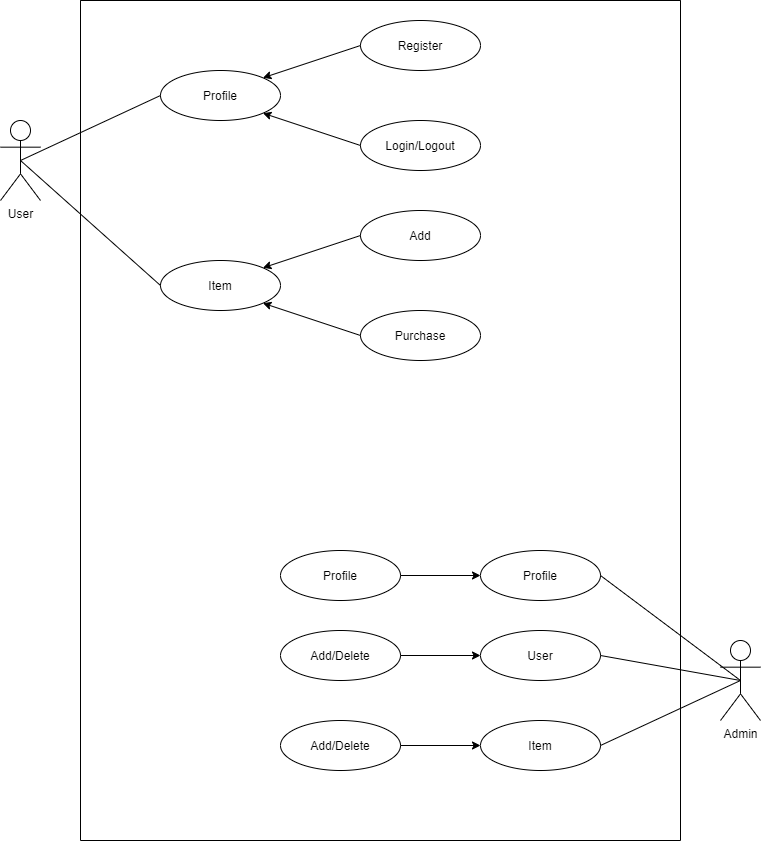 Register
Profile
Login/Logout
User
Add
Item
Purchase
Profile
Profile
Add/Delete
User
Admin
Add/Delete
Item